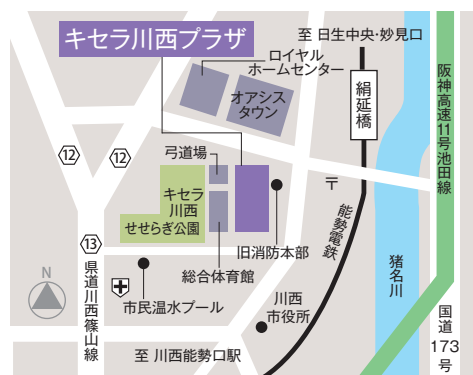 キセラ川西プラザ
至 日生中央・妙見口
ロイヤル
ホームセンター
オアシス
タウン
絹延橋
阪神高速11号池田線
12
12
弓道場
〒
キセラ
川西
せせらぎ公園
能勢電鉄
旧消防本部
13
総合体育館
猪名川
N
県道川西篠山線
市民温水プール
川西
市役所
国道
173
号
至 川西能勢口駅